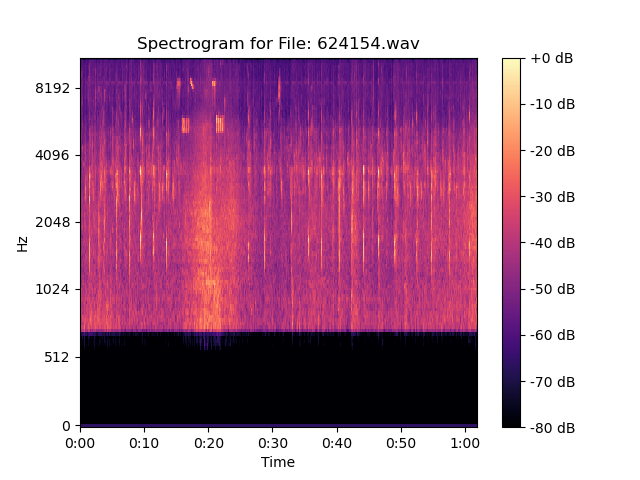 Spectrogram for File: 624154.wav
Hz
8192
4096
2048
1024
512
0
0:00 0:10 0:20 0:30 0:40 0:50 1:00
Time
+0 dB
-10 dB
-20 dB
-30 dB
-40 dB
-50 dB
-60 dB
-70 dB
-80 dB